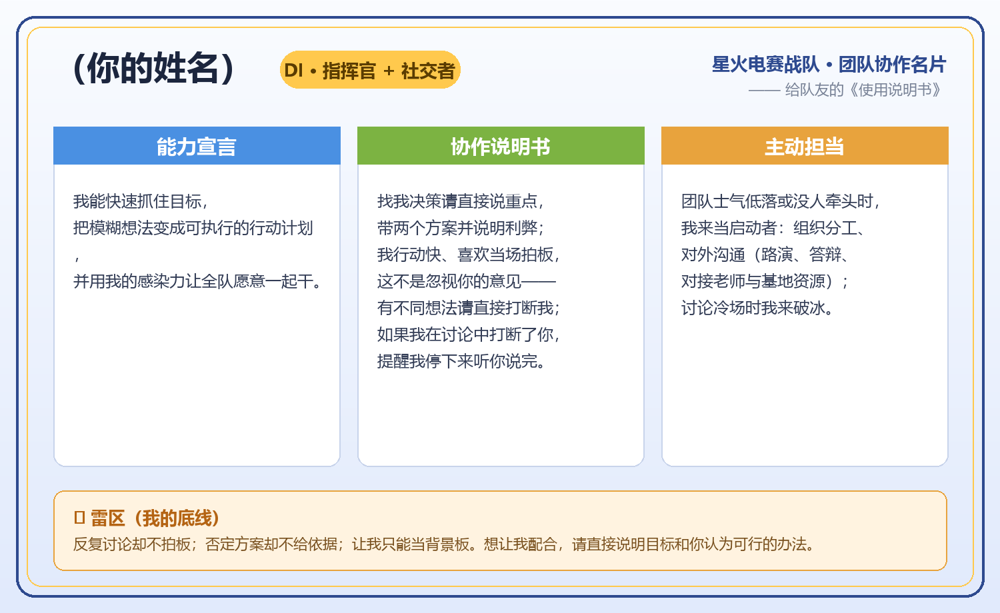 (你的姓名)
DI • 指挥官 + 社交者
星火电赛战队 • 团队协作名片
—— 给队友的《使用说明书》
能力宣言
我能快速抓住目标，
把模糊想法变成可执行的行动计划
，
并用我的感染力让全队愿意一起干。
协作说明书
找我决策请直接说重点，
带两个方案并说明利弊；
我行动快、喜欢当场拍板，
这不是忽视你的意见——
有不同想法请直接打断我；
如果我在讨论中打断了你，
提醒我停下来听你说完。
主动担当
团队士气低落或没人牵头时，
我来当启动者：组织分工、
对外沟通（路演、答辩、
对接老师与基地资源）；
讨论冷场时我来破冰。
雷区（我的底线）
反复讨论却不拍板；否定方案却不给依据；让我只能当背景板。想让我配合，请直接说明目标和你认为可行的办法。